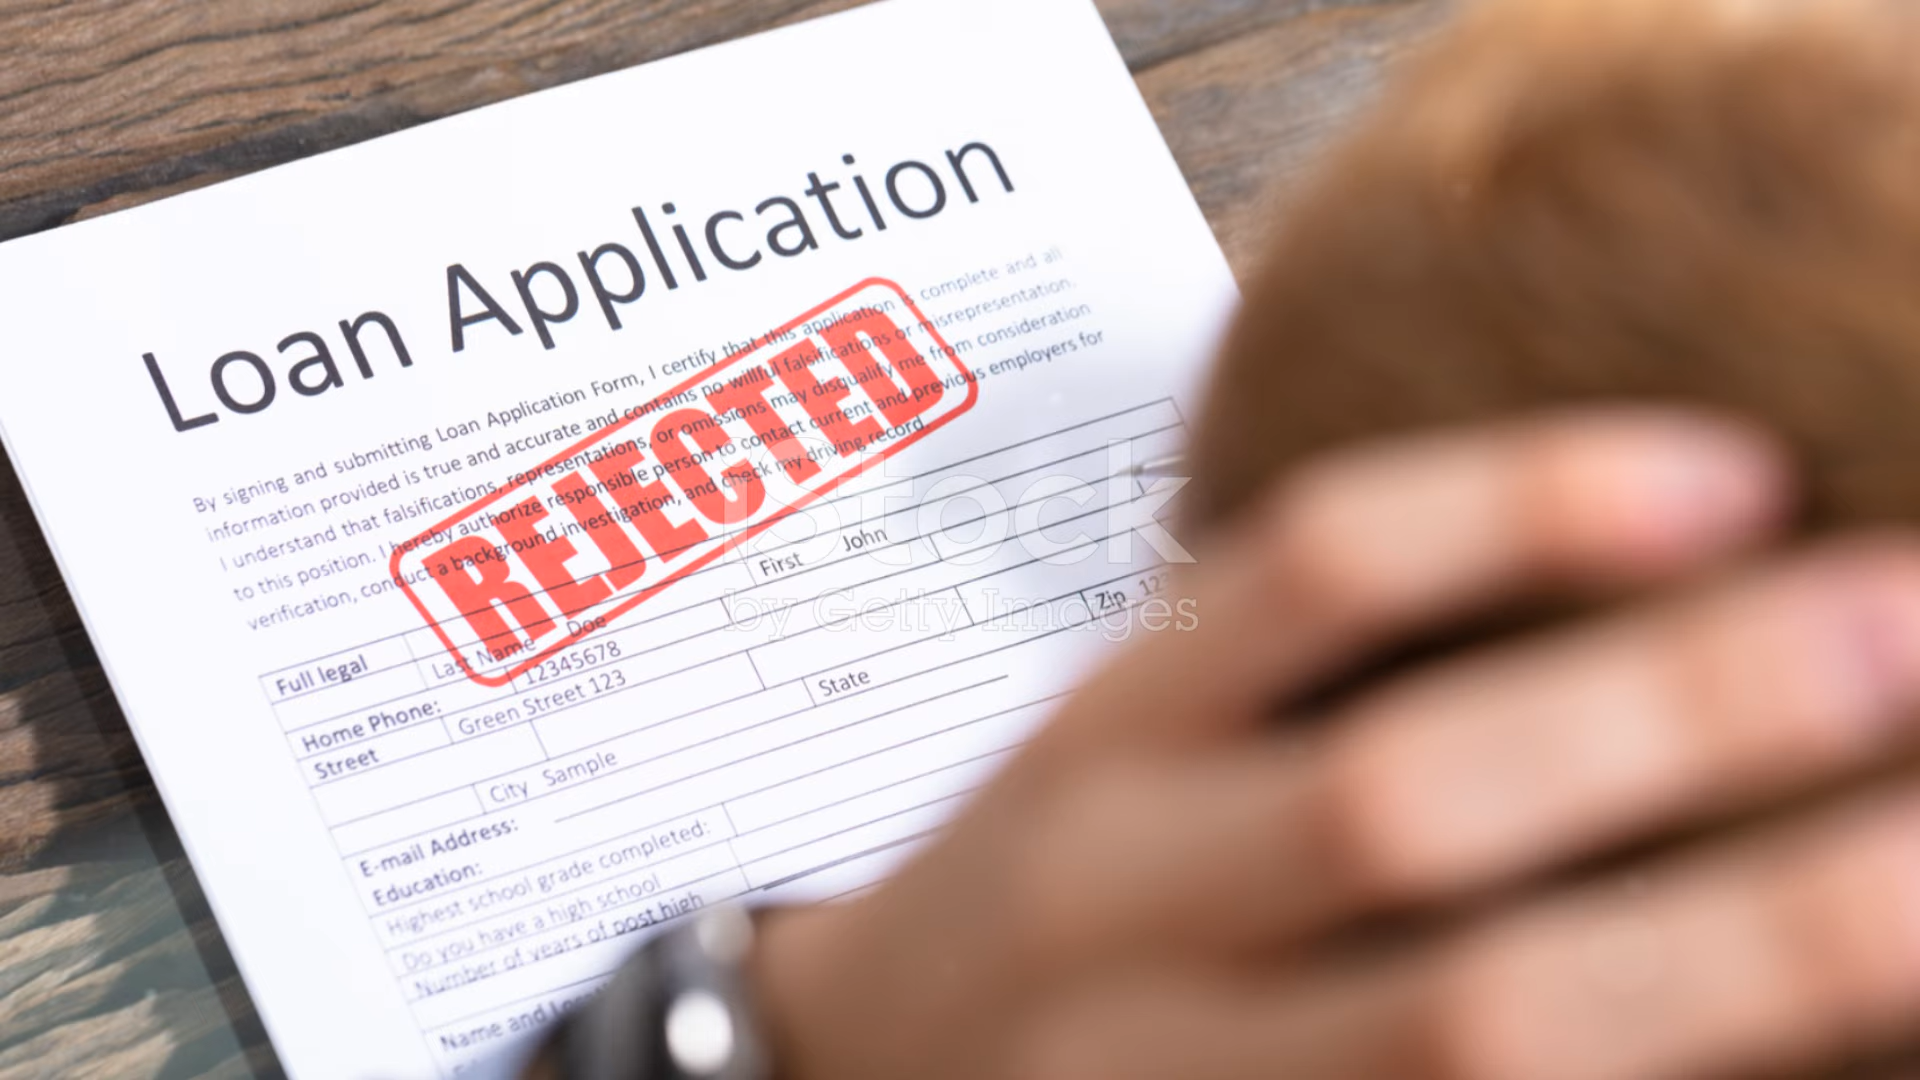 Loan Application
By signing and submitting Loan Application Form, I certify that this application is complete and all
information provided is true and accurate and contains no willful falsifications or misrepresentation.
I understand that falsifications, representations, or omissions may disqualify me from consideration
to this position. I hereby authorize responsible person to contact current and previous employers for
verification, conduct a background investigation, and check my driving record.
REJECTED
iStock
by Getty Images
Full legal Last Name Doe First John
Home Phone: 12345678
Street Green Street 123 Zip
City Sample State
E-mail Address:
Education:
Highest school grade completed:
Do you have a high school
Number of years of post high
Name and